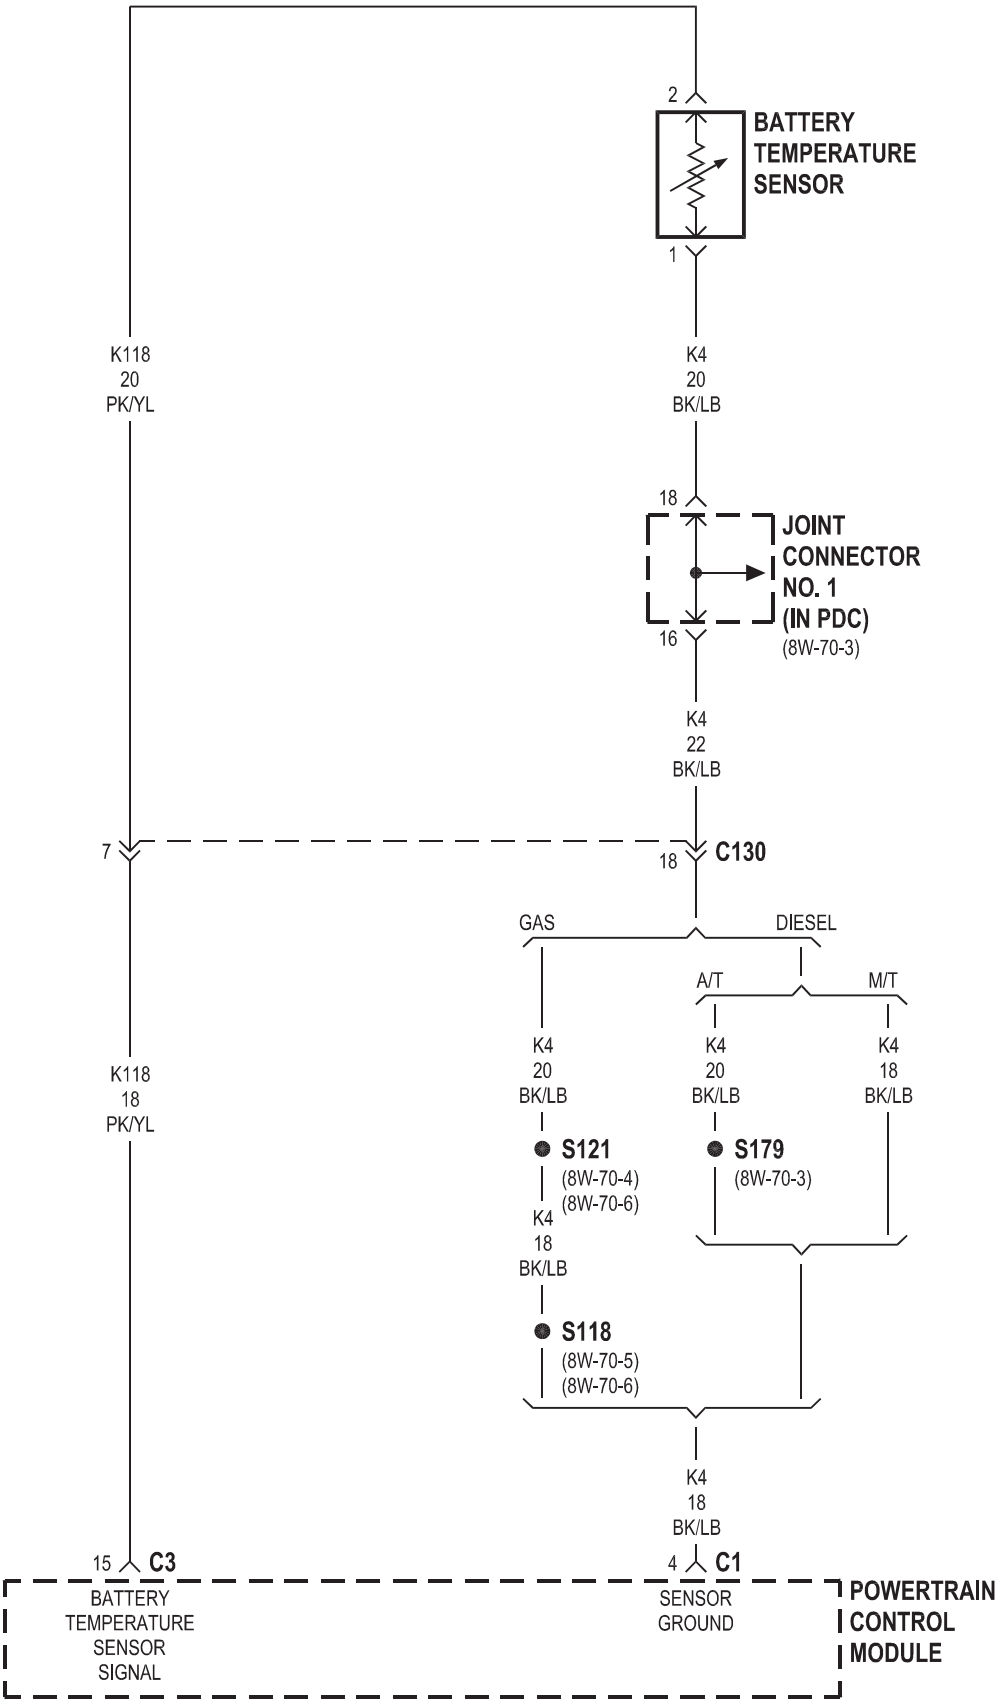 2
BATTERY
TEMPERATURE
SENSOR
1
K118
20
PK/YL
K4
20
BK/LB
18
JOINT
CONNECTOR
NO. 1
(IN PDC)
(8W-70-3)
16
K4
22
BK/LB
7
18
C130
GAS
DIESEL
A/T
M/T
K4
20
BK/LB
K4
20
BK/LB
K4
18
BK/LB
K118
18
PK/YL
S121
(8W-70-4)
(8W-70-6)
S179
(8W-70-3)
K4
18
BK/LB
S118
(8W-70-5)
(8W-70-6)
K4
18
BK/LB
15
C3
4
C1
BATTERY
TEMPERATURE
SENSOR
SIGNAL
SENSOR
GROUND
POWERTRAIN
CONTROL
MODULE